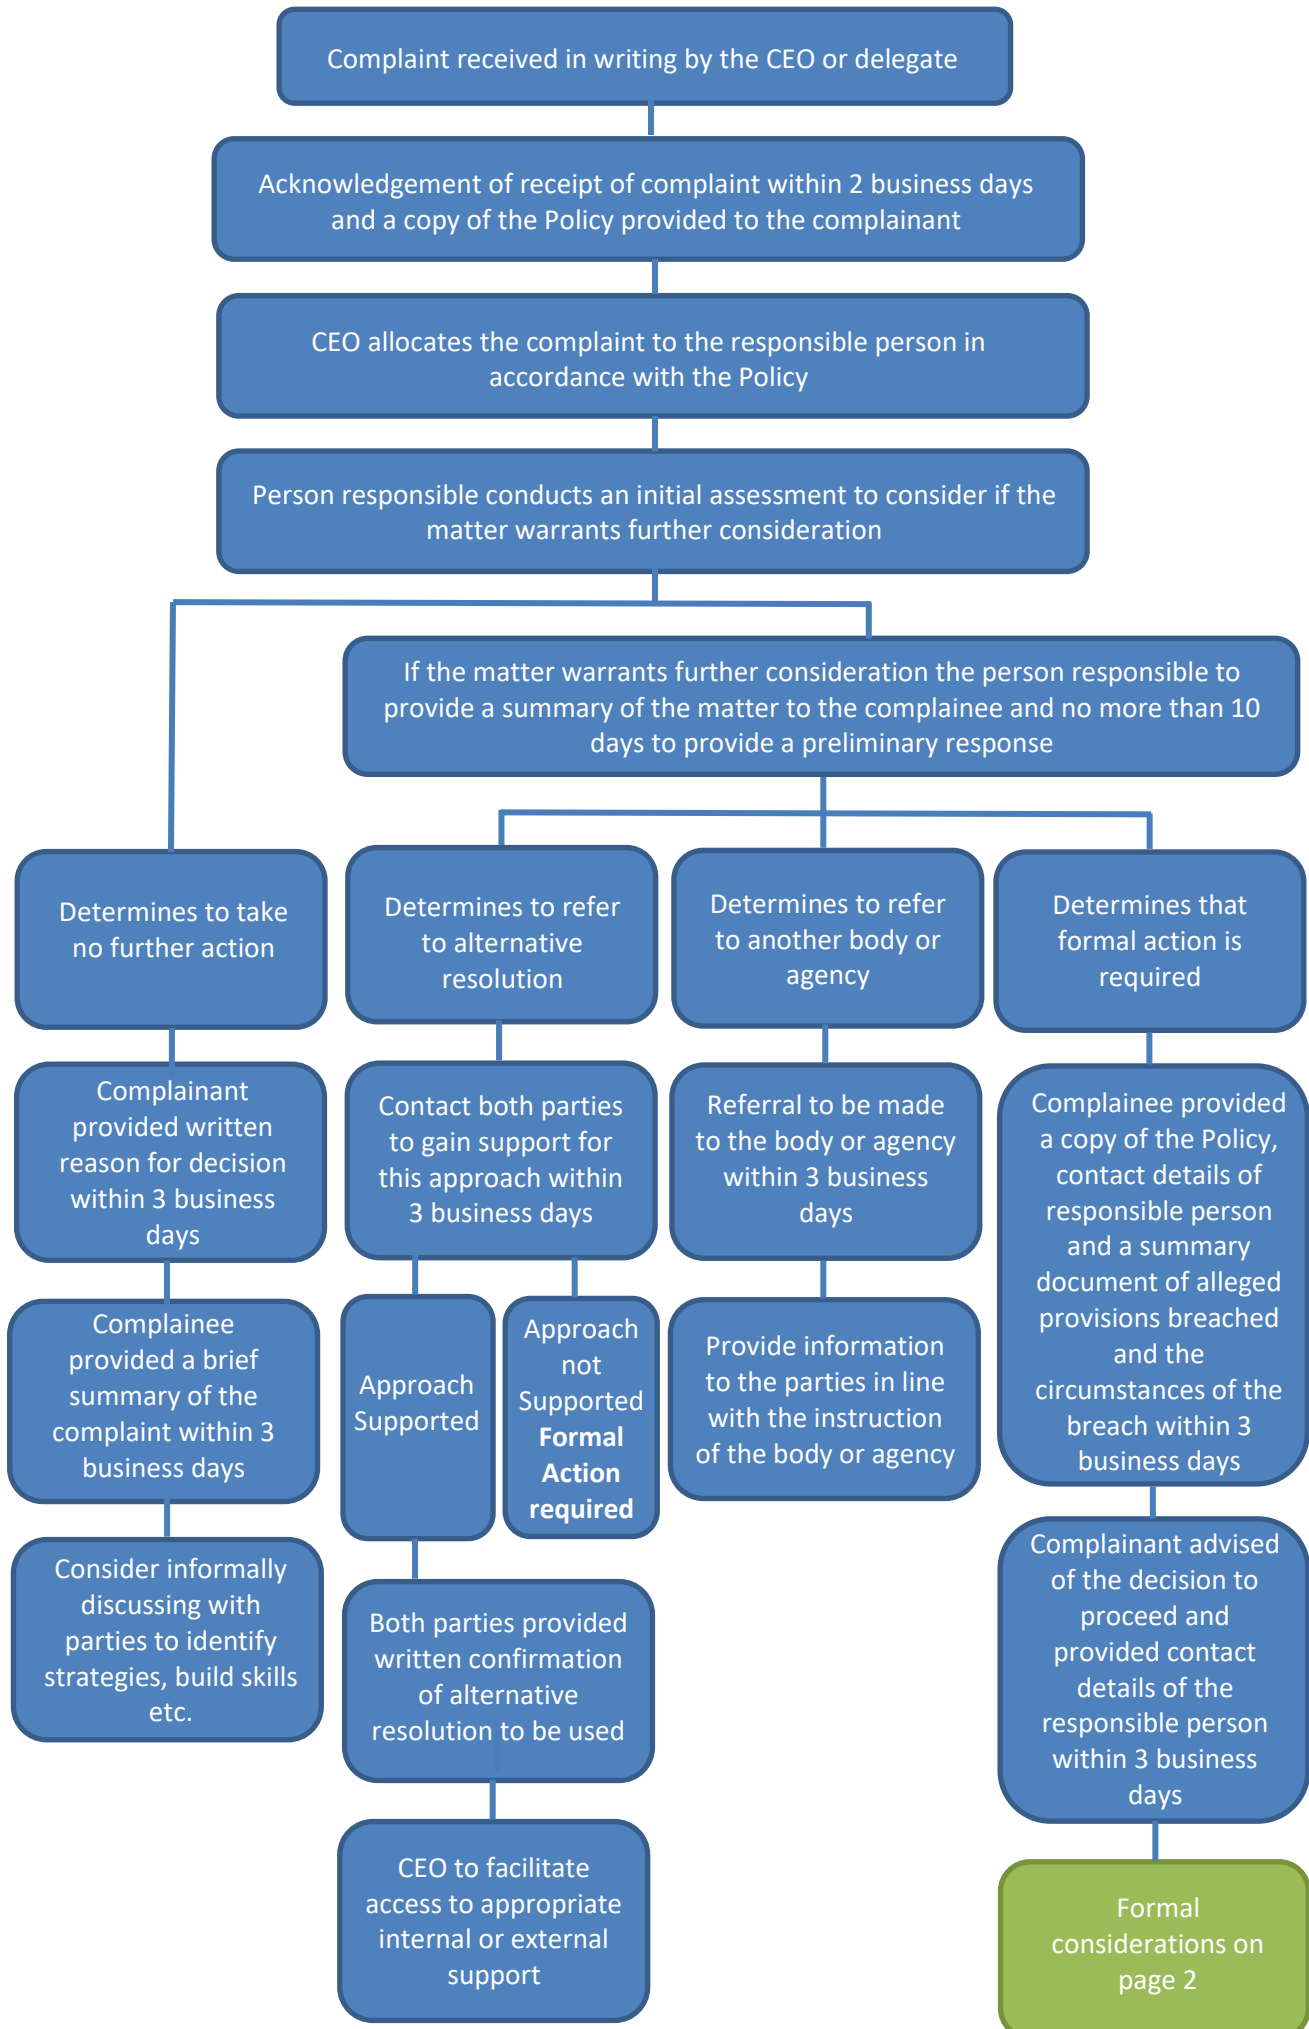 Complaint received in writing by the CEO or delegate
Acknowledgement of receipt of complaint within 2 business days
and a copy of the Policy provided to the complainant
CEO allocates the complaint to the responsible person in
accordance with the Policy
Person responsible conducts an initial assessment to consider if the
matter warrants further consideration
If the matter warrants further consideration the person responsible to
provide a summary of the matter to the complainee and no more than 10
days to provide a preliminary response
Determines to take
no further action
Complainant
provided written
reason for decision
within 3 business
days
Complainee
provided a brief
summary of the
complaint within 3
business days
Consider informally
discussing with
parties to identify
strategies, build skills
etc.
Determines to refer
to alternative
resolution
Contact both parties
to gain support for
this approach within
3 business days
Approach
Supported
Approach
not
Supported
Formal
Action
required
Both parties provided
written confirmation
of alternative
resolution to be used
CEO to facilitate
access to appropriate
internal or external
support
Determines to refer
to another body or
agency
Referral to be made
to the body or agency
within 3 business
days
Provide information
to the parties in line
with the instruction
of the body or agency
Determines that
formal action is
required
Complainee provided
a copy of the Policy,
contact details of
responsible person
and a summary
document of alleged
provisions breached
and the
circumstances of the
breach within 3
business days
Complainant advised
of the decision to
proceed and
provided contact
details of the
responsible person
within 3 business
days
Formal
considerations on
page 2